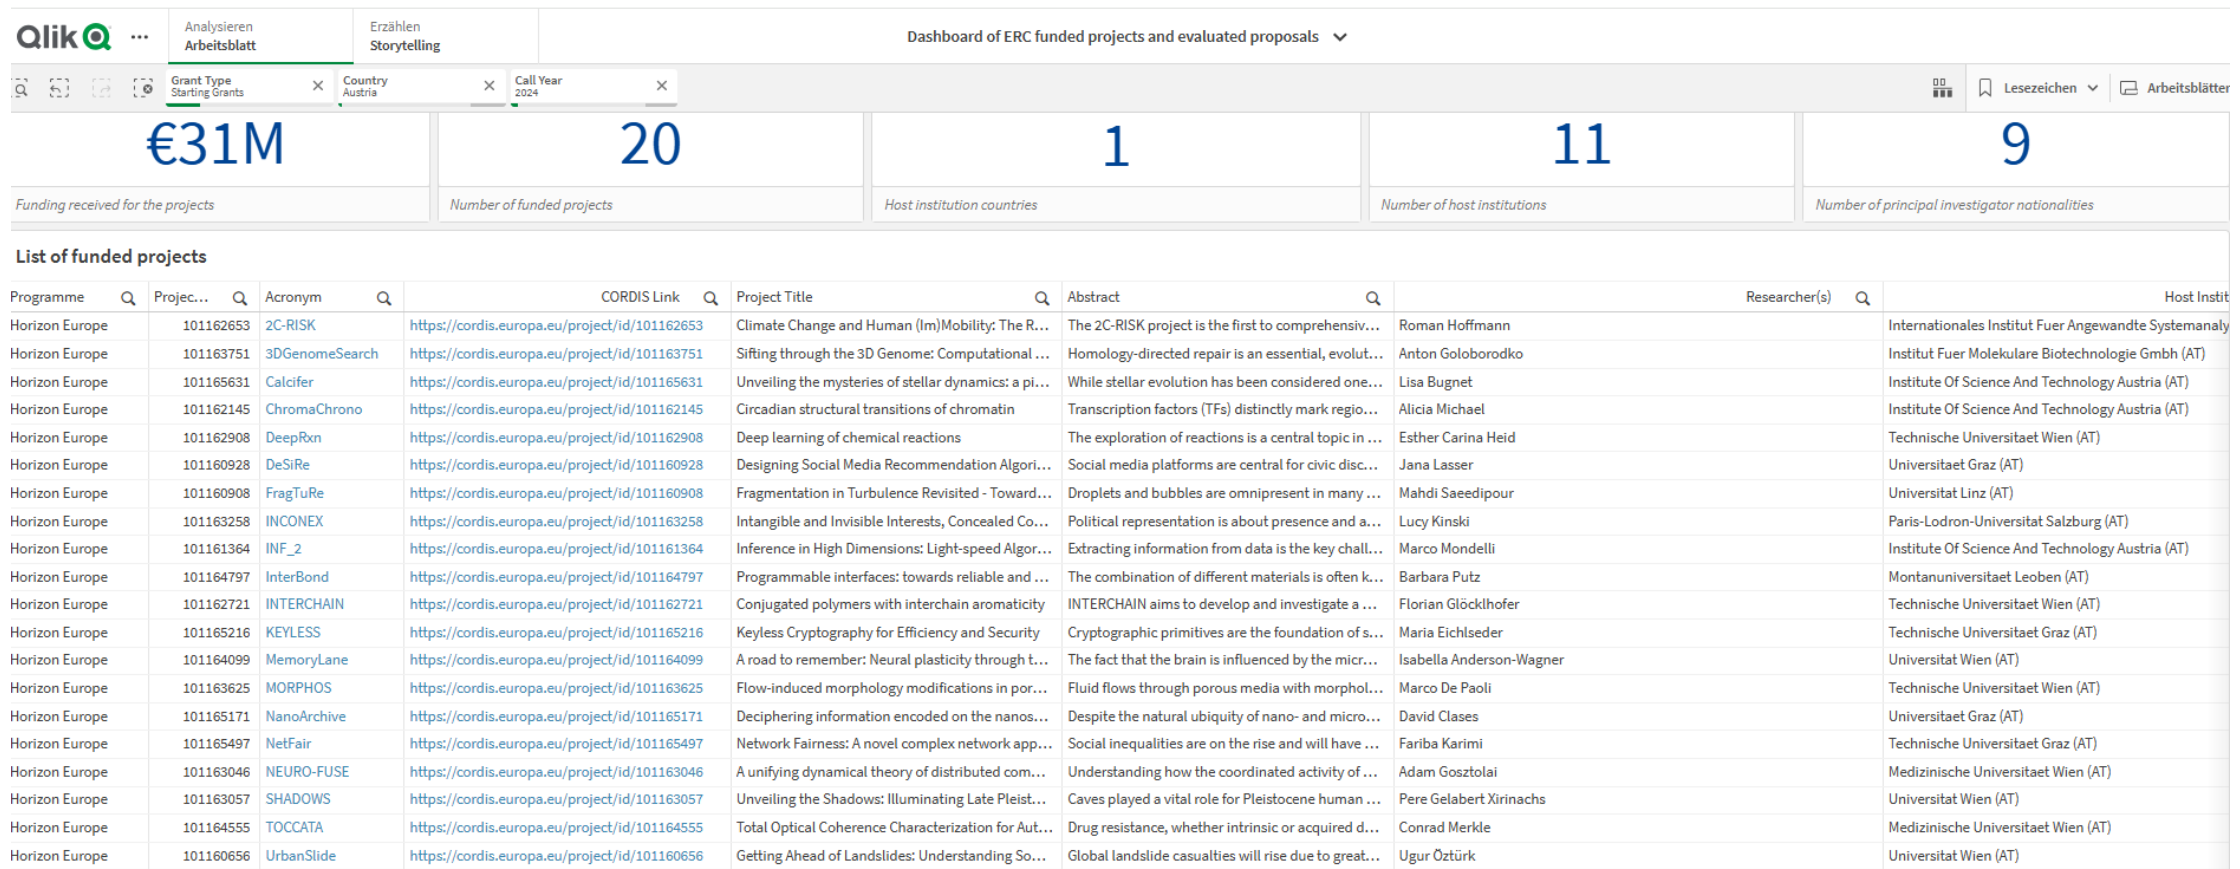 Qlik
Analysieren
Arbeitsblatt
Erzählen
Storytelling
Dashboard of ERC funded projects and evaluated proposals
Grant Type
Starting Grants
Country
Austria
Call Year
2024
Lesezeichen
Arbeitsblätter
€31M 20 1 11 9
Funding received for the projects Number of funded projects Host institution countries Number of host institutions Number of principal investigator nationalities
List of funded projects
Programme Projec... Acronym CORDIS Link Project Title Abstract Researcher(s) Host Instit
Horizon Europe 101162653 2C-RISK https://cordis.europa.eu/project/id/101162653 Climate Change and Human (Im)Mobility: The R... The 2C-RISK project is the first to comprehensiv... Roman Hoffmann Internationales Institut Fuer Angewandte Systemanaly
Horizon Europe 101163751 3DGenomeSearch https://cordis.europa.eu/project/id/101163751 Sifting through the 3D Genome: Computational ... Homology-directed repair is an essential, evolut... Anton Goloborodko Institut Fuer Molekulare Biotechnologie Gmbh (AT)
Horizon Europe 101165631 Calcifer https://cordis.europa.eu/project/id/101165631 Unveiling the mysteries of stellar dynamics: a pi... While stellar evolution has been considered one... Lisa Bugnet Institute Of Science And Technology Austria (AT)
Horizon Europe 101162145 ChromaChrono https://cordis.europa.eu/project/id/101162145 Circadian structural transitions of chromatin Transcription factors (TFs) distinctly mark regio... Alicia Michael Institute Of Science And Technology Austria (AT)
Horizon Europe 101162908 DeepRxn https://cordis.europa.eu/project/id/101162908 Deep learning of chemical reactions The exploration of reactions is a central topic in ... Esther Carina Heid Technische Universitaet Wien (AT)
Horizon Europe 101160928 DeSiRe https://cordis.europa.eu/project/id/101160928 Designing Social Media Recommendation Algori... Social media platforms are central for civic disc... Jana Lasser Universitaet Graz (AT)
Horizon Europe 101160908 FragTuRe https://cordis.europa.eu/project/id/101160908 Fragmentation in Turbulence Revisited - Toward... Droplets and bubbles are omnipresent in many ... Mahdi Saeedipour Universitat Linz (AT)
Horizon Europe 101163258 INCONEX https://cordis.europa.eu/project/id/101163258 Intangible and Invisible Interests, Concealed Co... Political representation is about presence and a... Lucy Kinski Paris-Lodron-Universitat Salzburg (AT)
Horizon Europe 101161364 INF_2 https://cordis.europa.eu/project/id/101161364 Inference in High Dimensions: Light-speed Algor... Extracting information from data is the key chall... Marco Mondelli Institute Of Science And Technology Austria (AT)
Horizon Europe 101164797 InterBond https://cordis.europa.eu/project/id/101164797 Programmable interfaces: towards reliable and ... The combination of different materials is often k... Barbara Putz Montanuniversitaet Leoben (AT)
Horizon Europe 101162721 INTERCHAIN https://cordis.europa.eu/project/id/101162721 Conjugated polymers with interchain aromaticity INTERCHAIN aims to develop and investigate a ... Florian Glöcklhofer Technische Universitaet Wien (AT)
Horizon Europe 101165216 KEYLESS https://cordis.europa.eu/project/id/101165216 Keyless Cryptography for Efficiency and Security Cryptographic primitives are the foundation of s... Maria Eichlseder Technische Universitaet Graz (AT)
Horizon Europe 101164099 MemoryLane https://cordis.europa.eu/project/id/101164099 A road to remember: Neural plasticity through t... The fact that the brain is influenced by the micr... Isabella Anderson-Wagner Universitat Wien (AT)
Horizon Europe 101163625 MORPHOS https://cordis.europa.eu/project/id/101163625 Flow-induced morphology modifications in por... Fluid flows through porous media with morphol... Marco De Paoli Technische Universitaet Wien (AT)
Horizon Europe 101165171 NanoArchive https://cordis.europa.eu/project/id/101165171 Deciphering information encoded on the nanos... Despite the natural ubiquity of nano- and micro... David Clases Universitaet Graz (AT)
Horizon Europe 101165497 NetFair https://cordis.europa.eu/project/id/101165497 Network Fairness: A novel complex network app... Social inequalities are on the rise and will have ... Fariba Karimi Technische Universitaet Graz (AT)
Horizon Europe 101163046 NEURO-FUSE https://cordis.europa.eu/project/id/101163046 A unifying dynamical theory of distributed com... Understanding how the coordinated activity of ... Adam Gosztolai Medizinische Universitaet Wien (AT)
Horizon Europe 101163057 SHADOWS https://cordis.europa.eu/project/id/101163057 Unveiling the Shadows: Illuminating Late Pleist... Caves played a vital role for Pleistocene human ... Pere Gelabert Xirinachs Universitat Wien (AT)
Horizon Europe 101164555 TOCCATA https://cordis.europa.eu/project/id/101164555 Total Optical Coherence Characterization for Aut... Drug resistance, whether intrinsic or acquired d... Conrad Merkle Medizinische Universitaet Wien (AT)
Horizon Europe 101160656 UrbanSlide https://cordis.europa.eu/project/id/101160656 Getting Ahead of Landslides: Understanding So... Global landslide casualties will rise due to great... Ugur Öztürk Universitat Wien (AT)